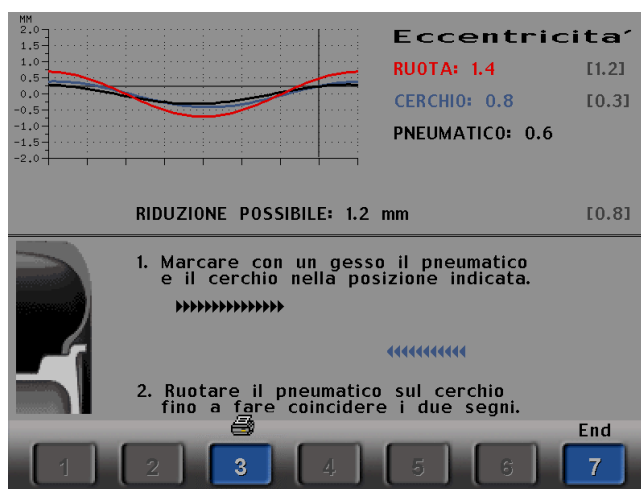 MM
2.0
1.5
1.0
0.5
0.0
-0.5
-1.0
-1.5
-2.0
Eccentricita´
RUOTA: 1.4 [1.2]
CERCHIO: 0.8 [0.3]
PNEUMATICO: 0.6
RIDUZIONE POSSIBILE: 1.2 mm [0.8]
1. Marcare con un gesso il pneumatico
e il cerchio nella posizione indicata.
2. Ruotare il pneumatico sul cerchio
fino a fare coincidere i due segni.
End
1 2 3 4 5 6 7